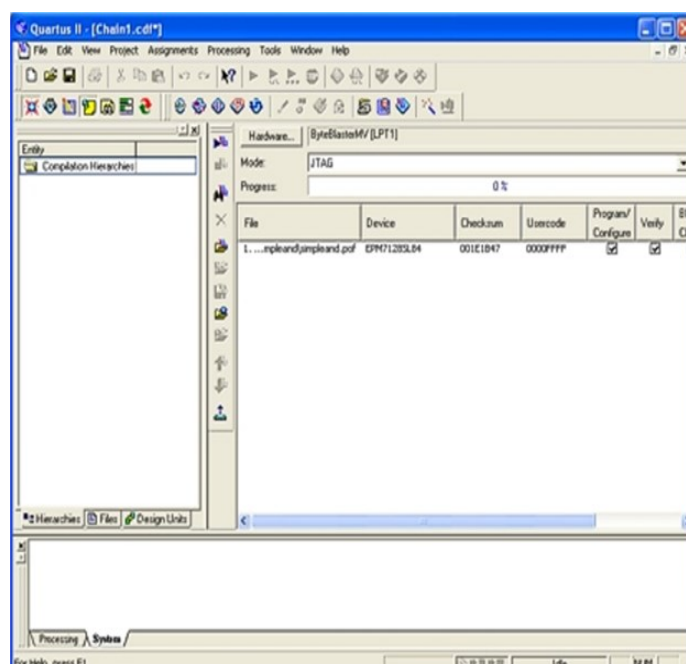 Quartus II - [Chain1.cdf*]
File Edit View Project Assignments Processing Tools Window Help
Entity
Compilation Hierarchies
Hardware... ByteBlasterMV [LPT1]
Mode: JTAG
Progress: 0 %
File Device Checksum Usercode Program/ Configure Verify
1. ...mpleand\simpleand.pof EPM7128SL84 001E1B47 0000FFFF
Hierarchies Files Design Units
Processing System
For Help, press F1 Idle NUM